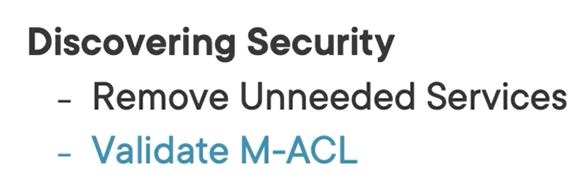 Discovering Security
- Remove Unneeded Services
- Validate M-ACL